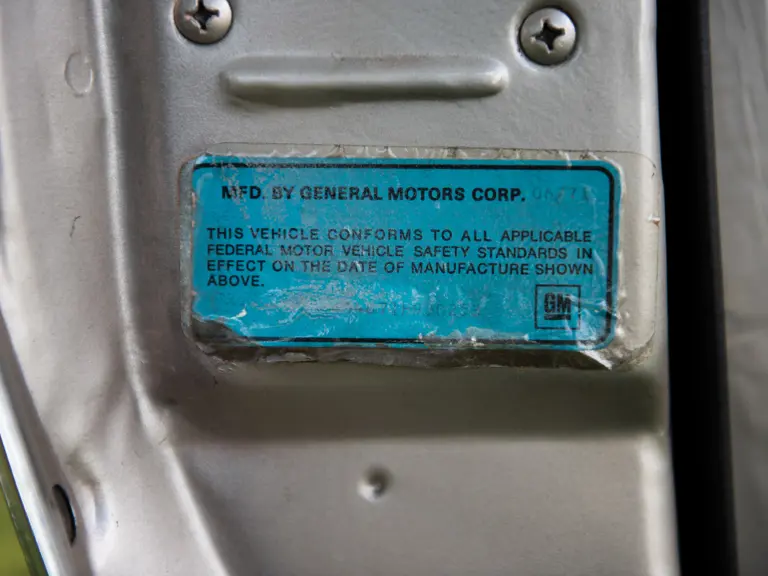 MFD. BY GENERAL MOTORS CORP.
THIS VEHICLE CONFORMS TO ALL APPLICABLE
FEDERAL MOTOR VEHICLE SAFETY STANDARDS IN
EFFECT ON THE DATE OF MANUFACTURE SHOWN
ABOVE.
GM